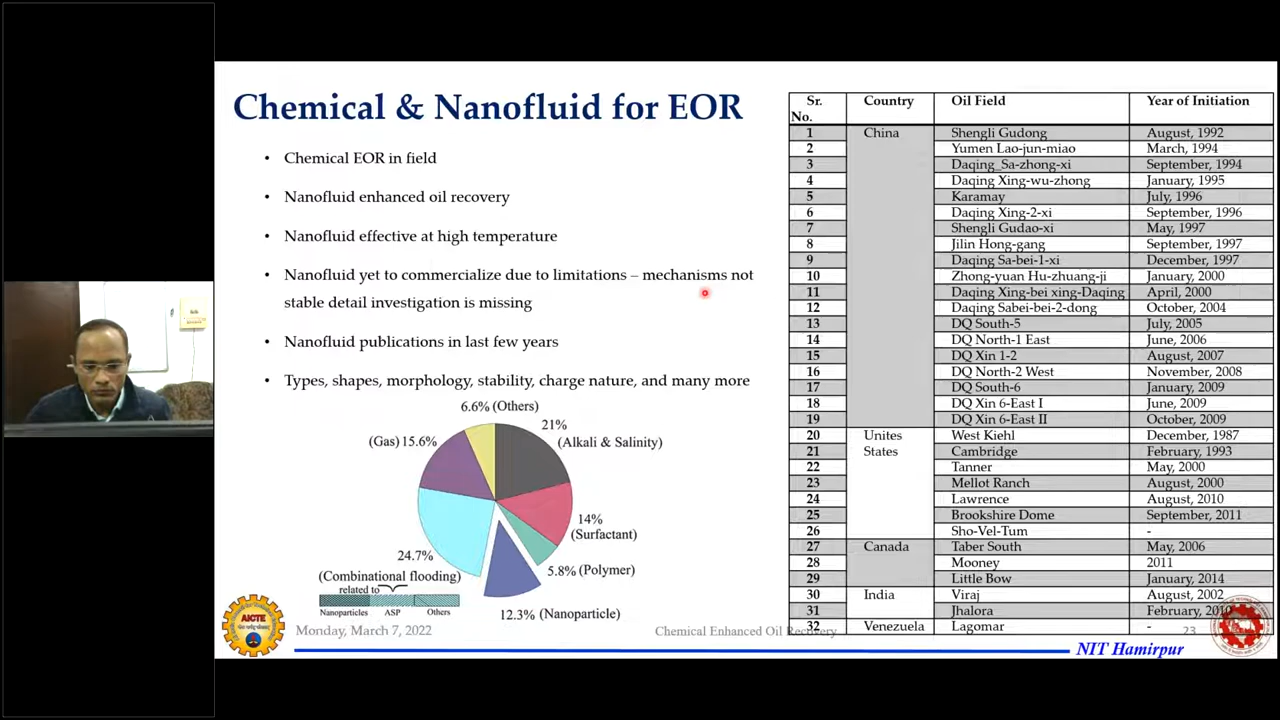 Chemical & Nanofluid for EOR
• Chemical EOR in field
• Nanofluid enhanced oil recovery
• Nanofluid effective at high temperature
• Nanofluid yet to commercialize due to limitations – mechanisms not
stable detail investigation is missing
• Nanofluid publications in last few years
• Types, shapes, morphology, stability, charge nature, and many more
6.6% (Others)
21%
(Alkali & Salinity)
(Gas) 15.6%
14%
(Surfactant)
24.7%
(Combinational flooding)
5.8% (Polymer)
related to
Nanoparticles ASP Others
12.3% (Nanoparticle)
Sr. No. Country Oil Field Year of Initiation
1 China Shengli Gudong August, 1992
2 Yumen Lao-jun-miao March, 1994
3 Daqing_Sa-zhong-xi September, 1994
4 Daqing Xing-wu-zhong January, 1995
5 Karamay July, 1996
6 Daqing Xing-2-xi September, 1996
7 Shengli Gudao-xi May, 1997
8 Jilin Hong-gang September, 1997
9 Daqing Sa-bei-1-xi December, 1997
10 Zhong-yuan Hu-zhuang-ji January, 2000
11 Daqing Xing-bei xing-Daqing April, 2000
12 Daqing Sabei-bei-2-dong October, 2004
13 DQ South-5 July, 2005
14 DQ North-1 East June, 2006
15 DQ Xin 1-2 August, 2007
16 DQ North-2 West November, 2008
17 DQ South-6 January, 2009
18 DQ Xin 6-East I June, 2009
19 DQ Xin 6-East II October, 2009
20 Unites States West Kiehl December, 1987
21 Cambridge February, 1993
22 Tanner May, 2000
23 Mellot Ranch August, 2000
24 Lawrence August, 2010
25 Brookshire Dome September, 2011
26 Sho-Vel-Tum -
27 Canada Taber South May, 2006
28 Mooney 2011
29 Little Bow January, 2014
30 India Viraj August, 2002
31 Jhalora February, 2010
32 Venezuela Lagomar -
AICTE
Monday, March 7, 2022
Chemical Enhanced Oil Recovery
23
NIT Hamirpur